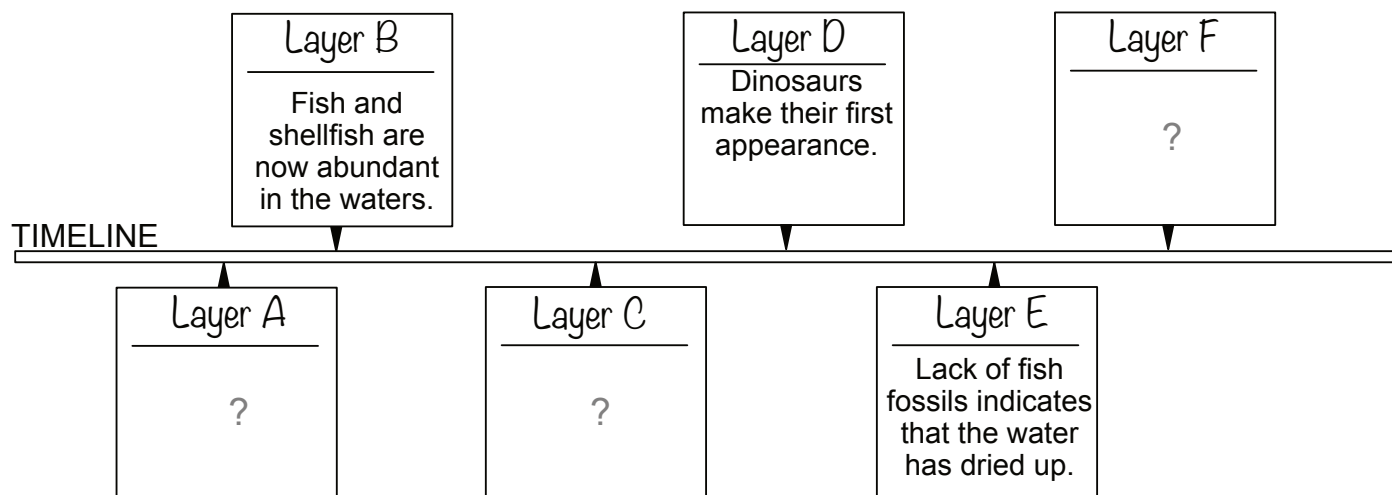 Layer B
Fish and
shellfish are
now abundant
in the waters.
Layer D
Dinosaurs
make their first
appearance.
Layer F
?
TIMELINE
Layer A
?
Layer C
?
Layer E
Lack of fish
fossils indicates
that the water
has dried up.